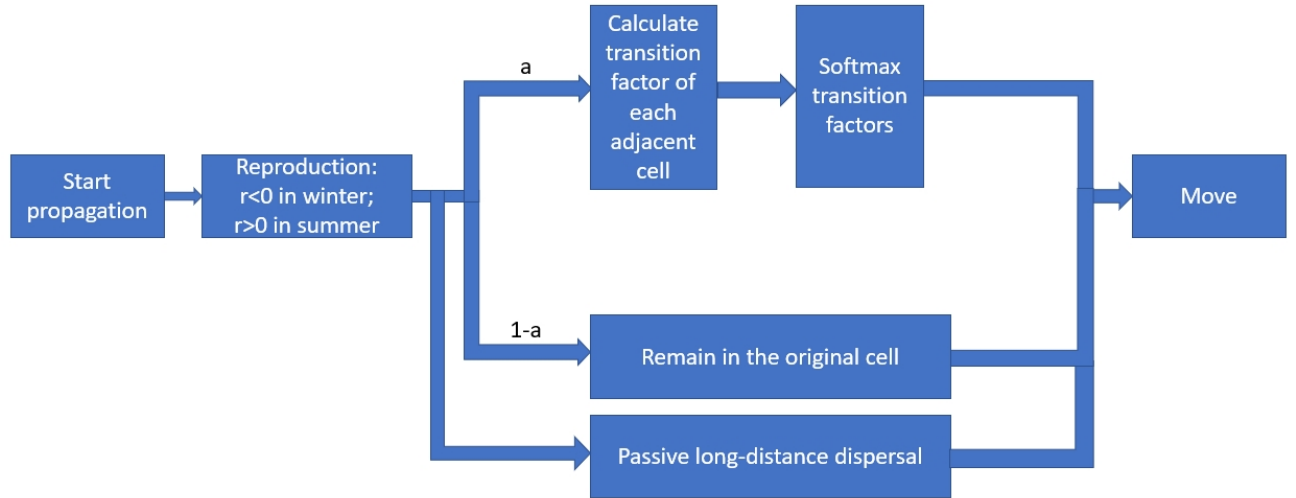 Start
propagation
Reproduction:
r<0 in winter;
r>0 in summer
a
Calculate
transition
factor of
each
adjacent
cell
Softmax
transition
factors
1-a
Remain in the original cell
Passive long-distance dispersal
Move